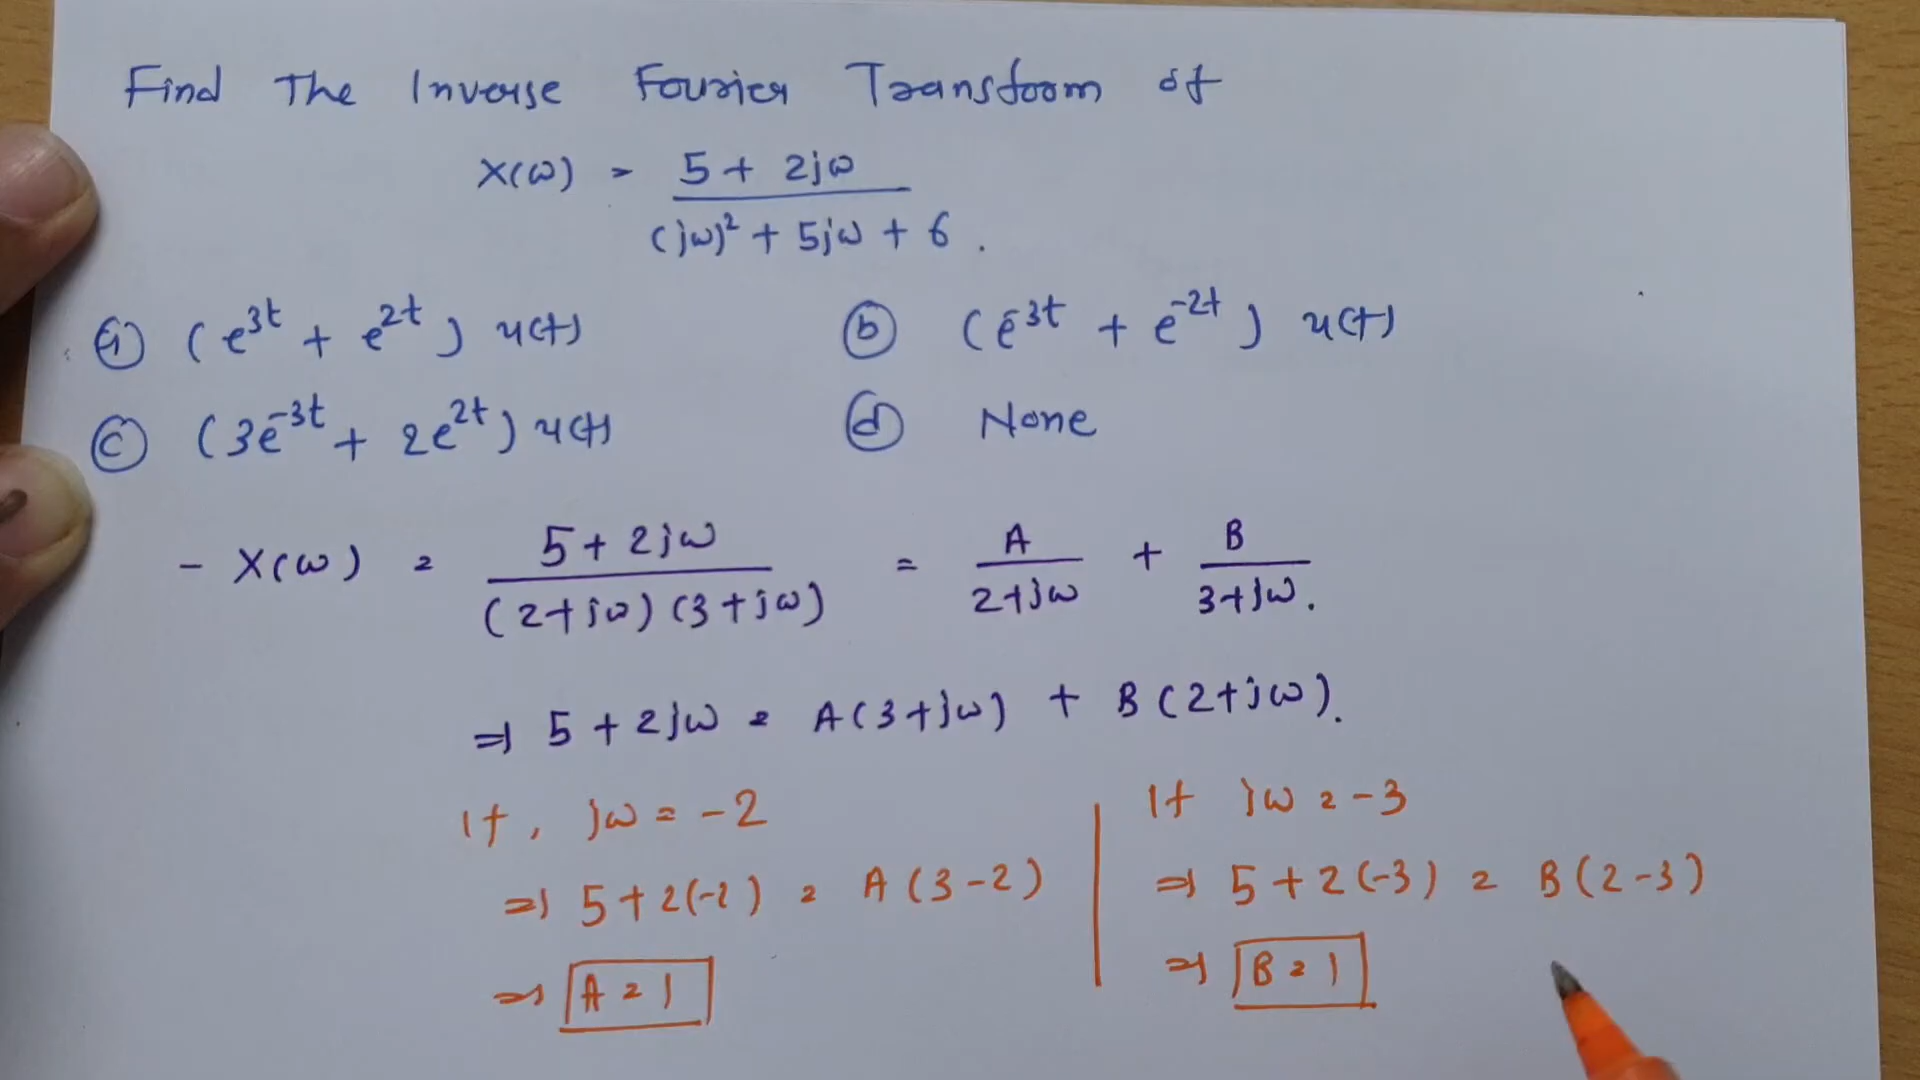 Find The Inverse Fourier Transform of
X(ω) = 5 + 2jω / (jω)² + 5jω + 6 .
ⓐ (e^3t + e^2t) u(t) ⓑ (e^-3t + e^-2t) u(t)
ⓒ (3e^-3t + 2e^2t) u(t) ⓓ None
- X(ω) = 5 + 2jω / (2+jω)(3+jω) = A / 2+jω + B / 3+jω .
⇒ 5 + 2jω = A(3+jω) + B(2+jω).
If, jω = -2
⇒ 5+2(-2) = A(3-2)
⇒ A = 1
If jω = -3
⇒ 5+2(-3) = B(2-3)
⇒ B = 1